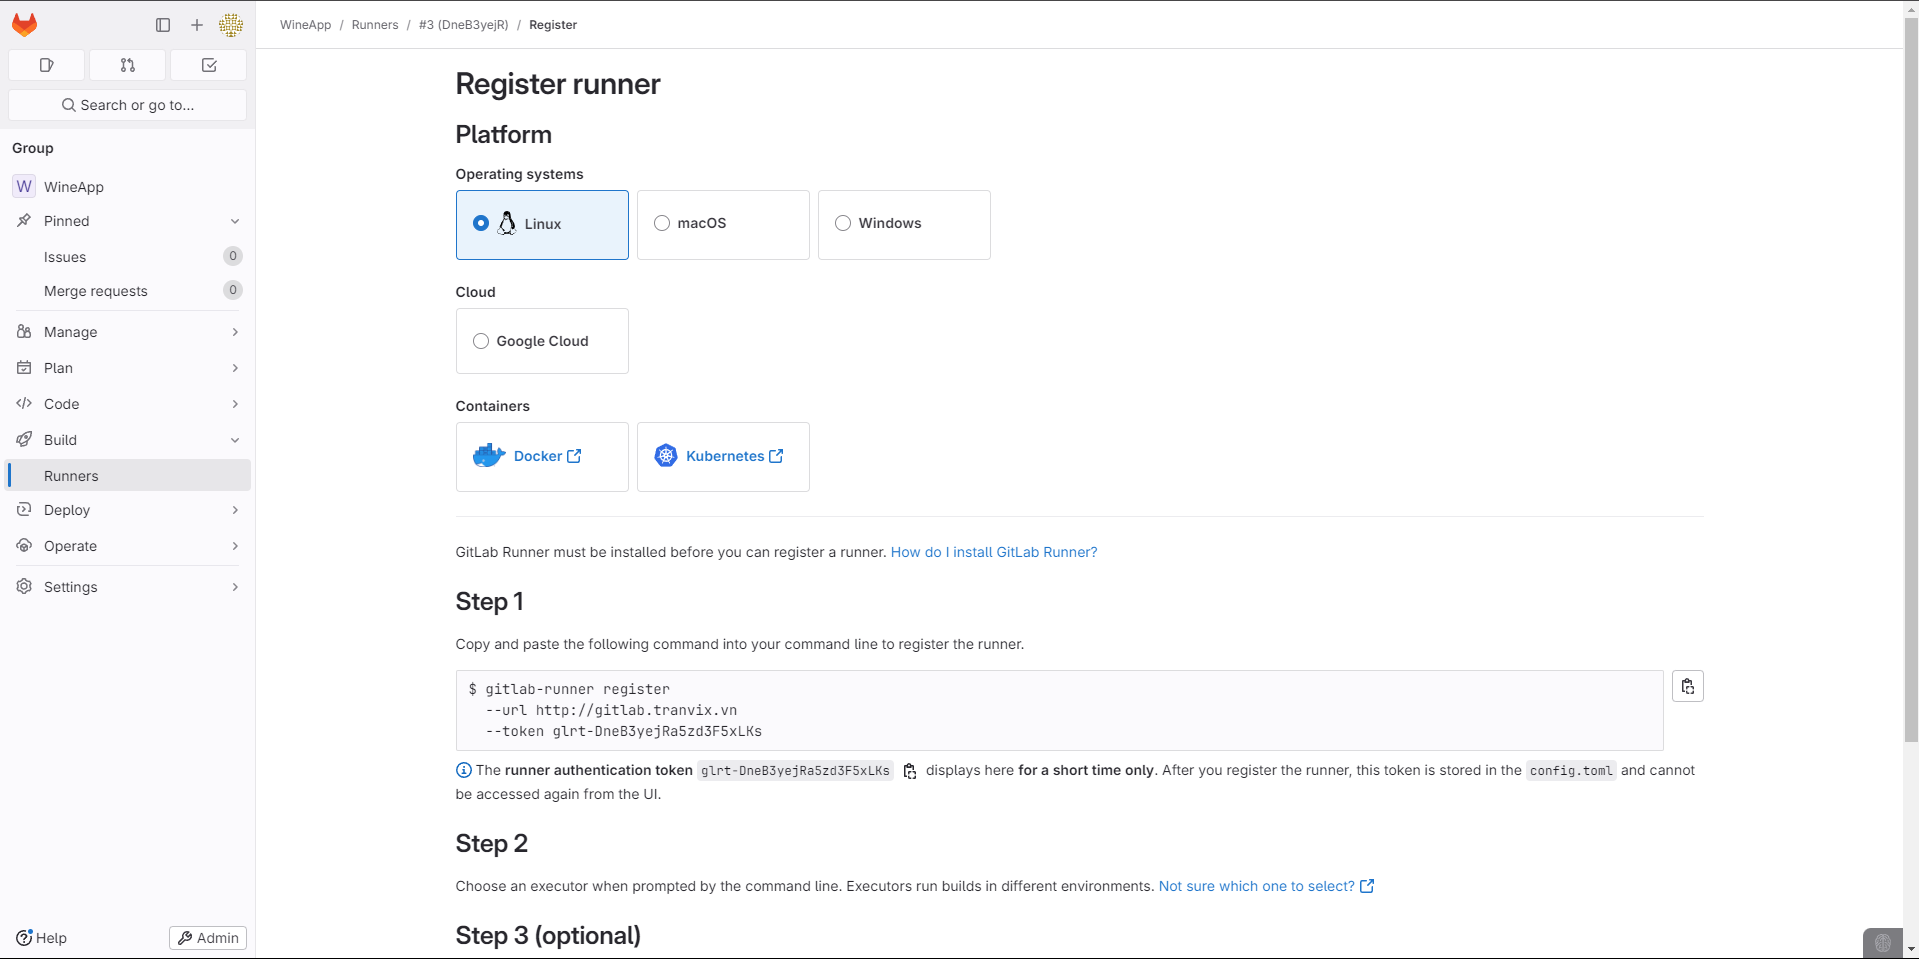 WineApp / Runners / #3 (DneB3yejR) / Register
Search or go to...
Group
W WineApp
Pinned
Issues 0
Merge requests 0
Manage
Plan
Code
Build
Runners
Deploy
Operate
Settings
Help
Admin
Register runner
Platform
Operating systems
Linux
macOS
Windows
Cloud
Google Cloud
Containers
Docker
Kubernetes
GitLab Runner must be installed before you can register a runner. How do I install GitLab Runner?
Step 1
Copy and paste the following command into your command line to register the runner.
$ gitlab-runner register
--url http://gitlab.tranvix.vn
--token glrt-DneB3yejRa5zd3F5xLKs
The runner authentication token glrt-DneB3yejRa5zd3F5xLKs displays here for a short time only. After you register the runner, this token is stored in the config.toml and cannot
be accessed again from the UI.
Step 2
Choose an executor when prompted by the command line. Executors run builds in different environments. Not sure which one to select?
Step 3 (optional)